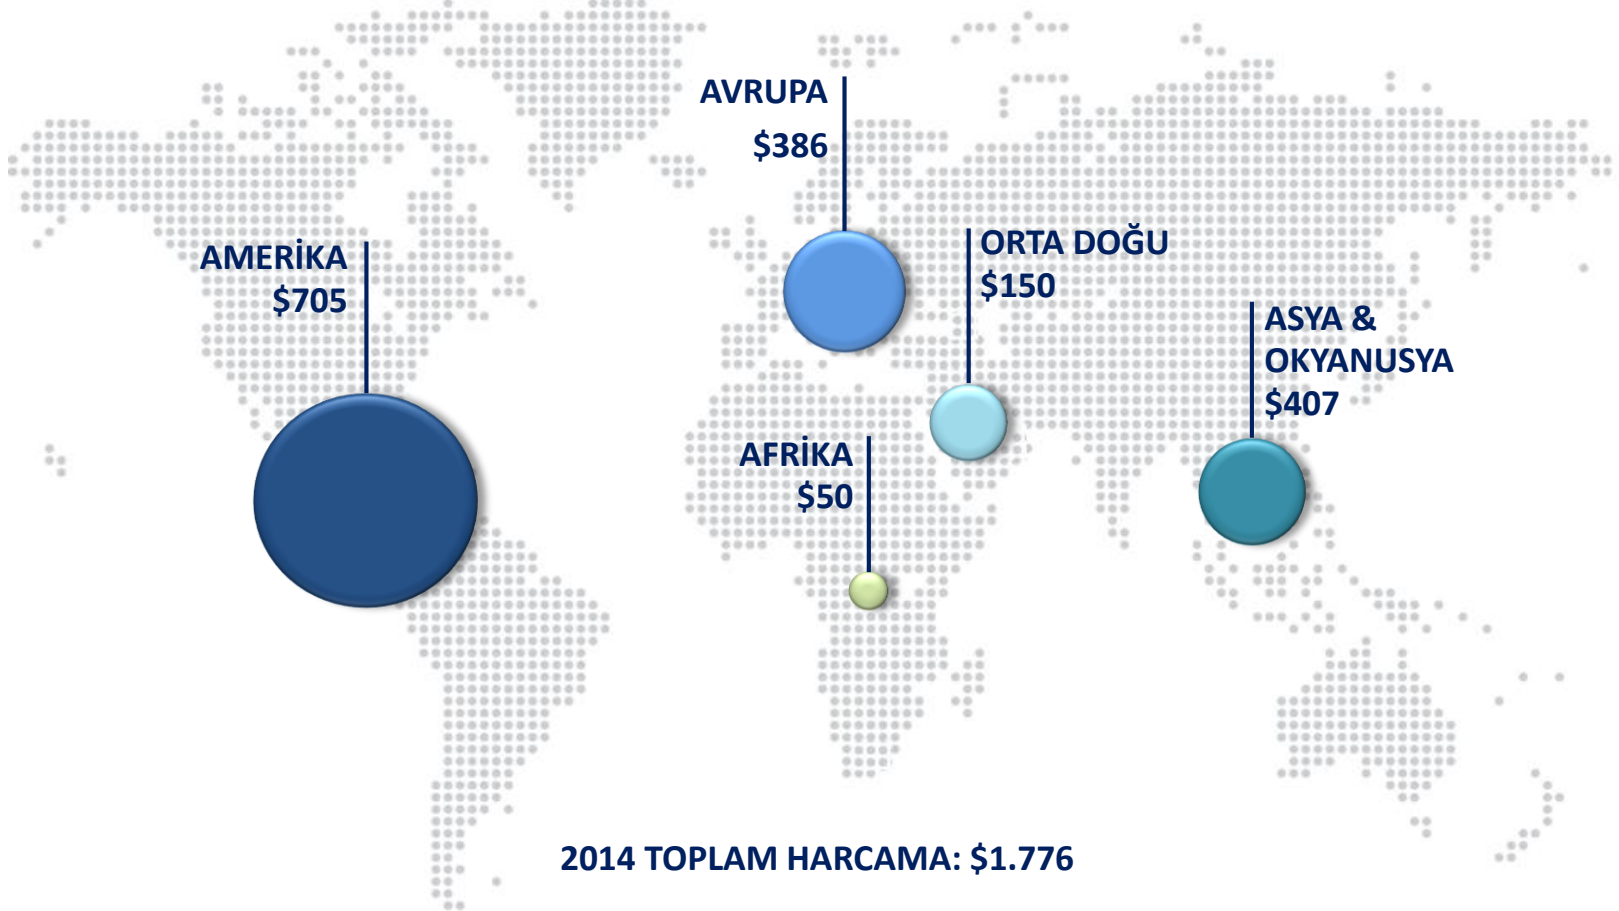 AVRUPA
$386
AMERİKA
$705
ORTA DOĞU
$150
ASYA &
OKYANUSYA
$407
AFRİKA
$50
2014 TOPLAM HARCAMA: $1.776